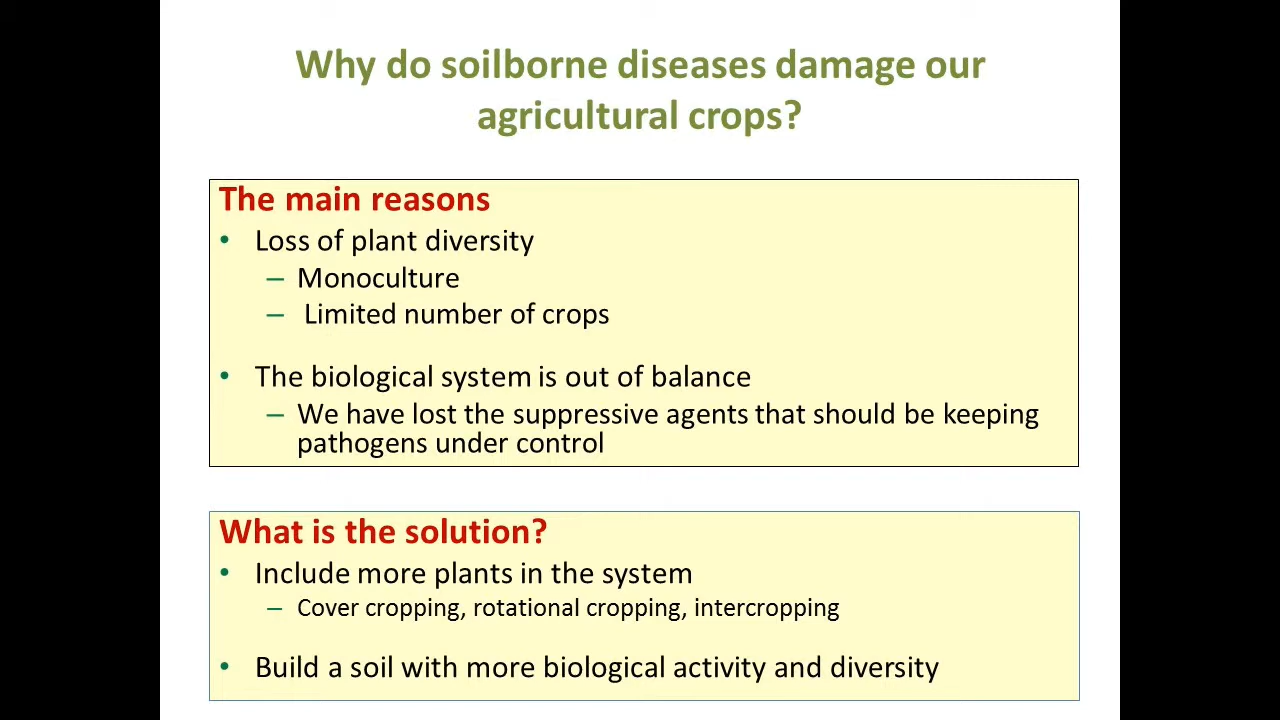 Why do soilborne diseases damage our
agricultural crops?
The main reasons
• Loss of plant diversity
– Monoculture
– Limited number of crops
• The biological system is out of balance
– We have lost the suppressive agents that should be keeping
pathogens under control
What is the solution?
• Include more plants in the system
– Cover cropping, rotational cropping, intercropping
• Build a soil with more biological activity and diversity